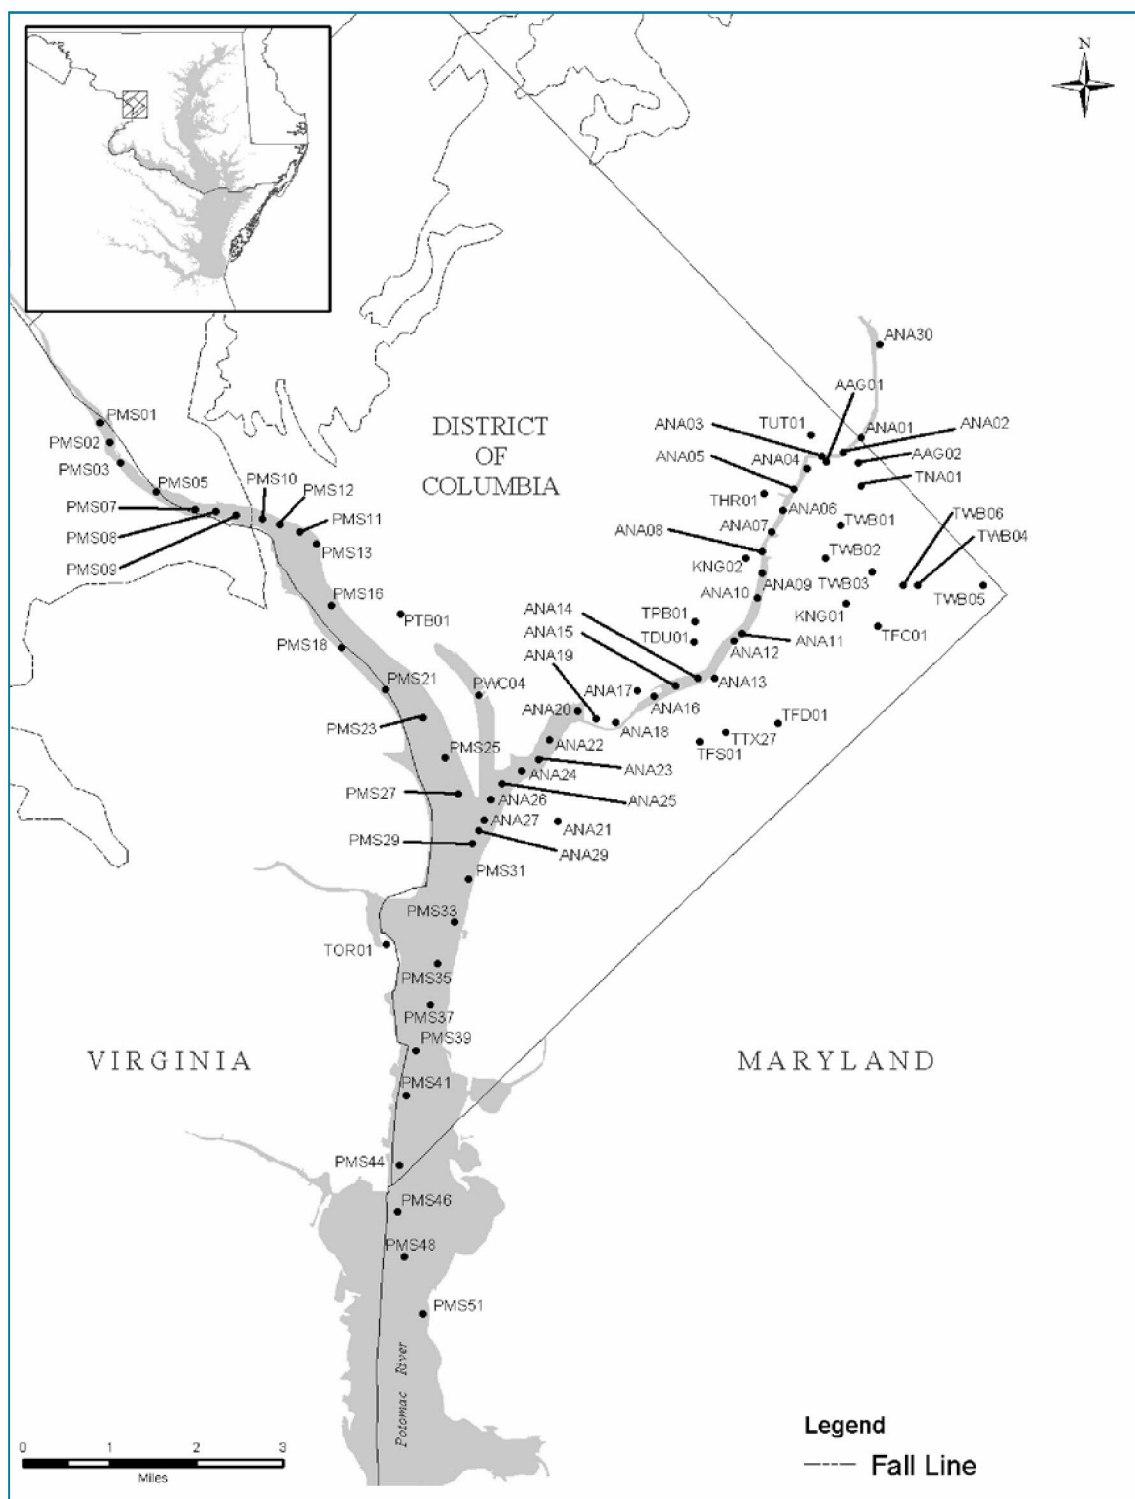 N
ANA30
AAG01
PMS01
TUT01
ANA03
ANA01
ANA02
PMS02
DISTRICT
OF
COLUMBIA
ANA05
ANA04
AAG02
PMS03
TNA01
PMS05
PMS10
PMS12
THR01
ANA06
TWB06
PMS07
PMS11
ANA08
ANA07
TWB01
TWB04
PMS08
PMS13
TWB02
PMS09
KNG02
ANA09
TWB03
ANA10
TWB05
PMS16
PTB01
ANA14
TPB01
KNG01
ANA15
TDU01
ANA11
TFC01
PMS18
ANA19
ANA12
PMS21
PWC04
ANA17
ANA13
ANA20
ANA16
PMS23
ANA18
TFD01
TTX27
ANA22
TFS01
PMS25
ANA23
ANA24
PMS27
ANA26
ANA25
ANA27
ANA21
PMS29
ANA29
PMS31
PMS33
TOR01
PMS35
PMS37
PMS39
VIRGINIA
MARYLAND
PMS41
PMS44
PMS46
PMS48
PMS51
Potomac River
Legend
Fall Line
0 1 2 3
Miles